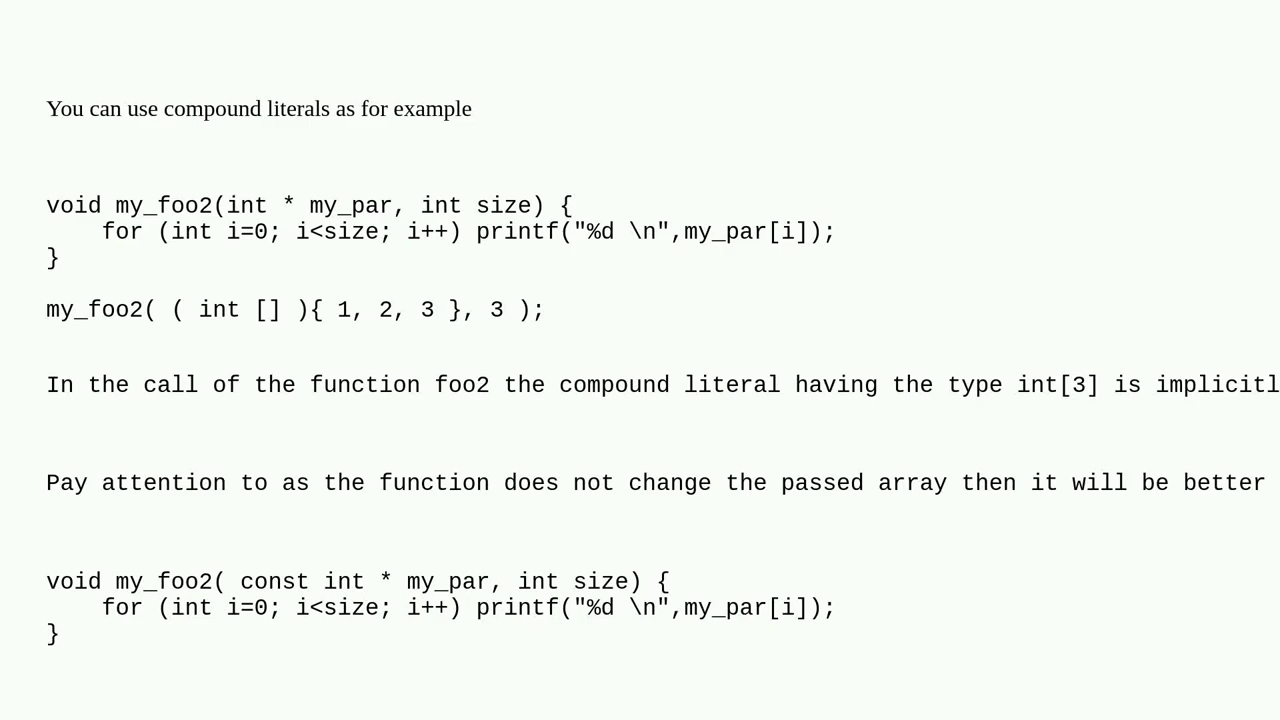 You can use compound literals as for example
void my_foo2(int * my_par, int size) {
    for (int i=0; i<size; i++) printf("%d \n",my_par[i]);
}
my_foo2( ( int [] ){ 1, 2, 3 }, 3 );
In the call of the function foo2 the compound literal having the type int[3] is implicitl
Pay attention to as the function does not change the passed array then it will be better
void my_foo2( const int * my_par, int size) {
    for (int i=0; i<size; i++) printf("%d \n",my_par[i]);
}